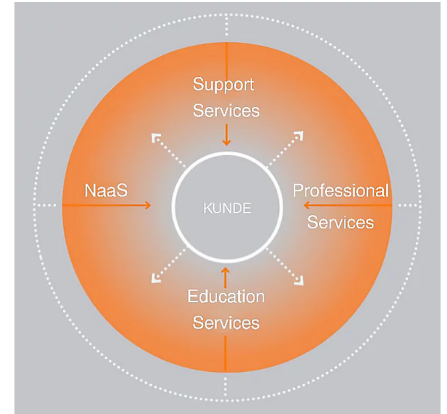 Support
Services
NaaS
KUNDE
Professional
Services
Education
Services